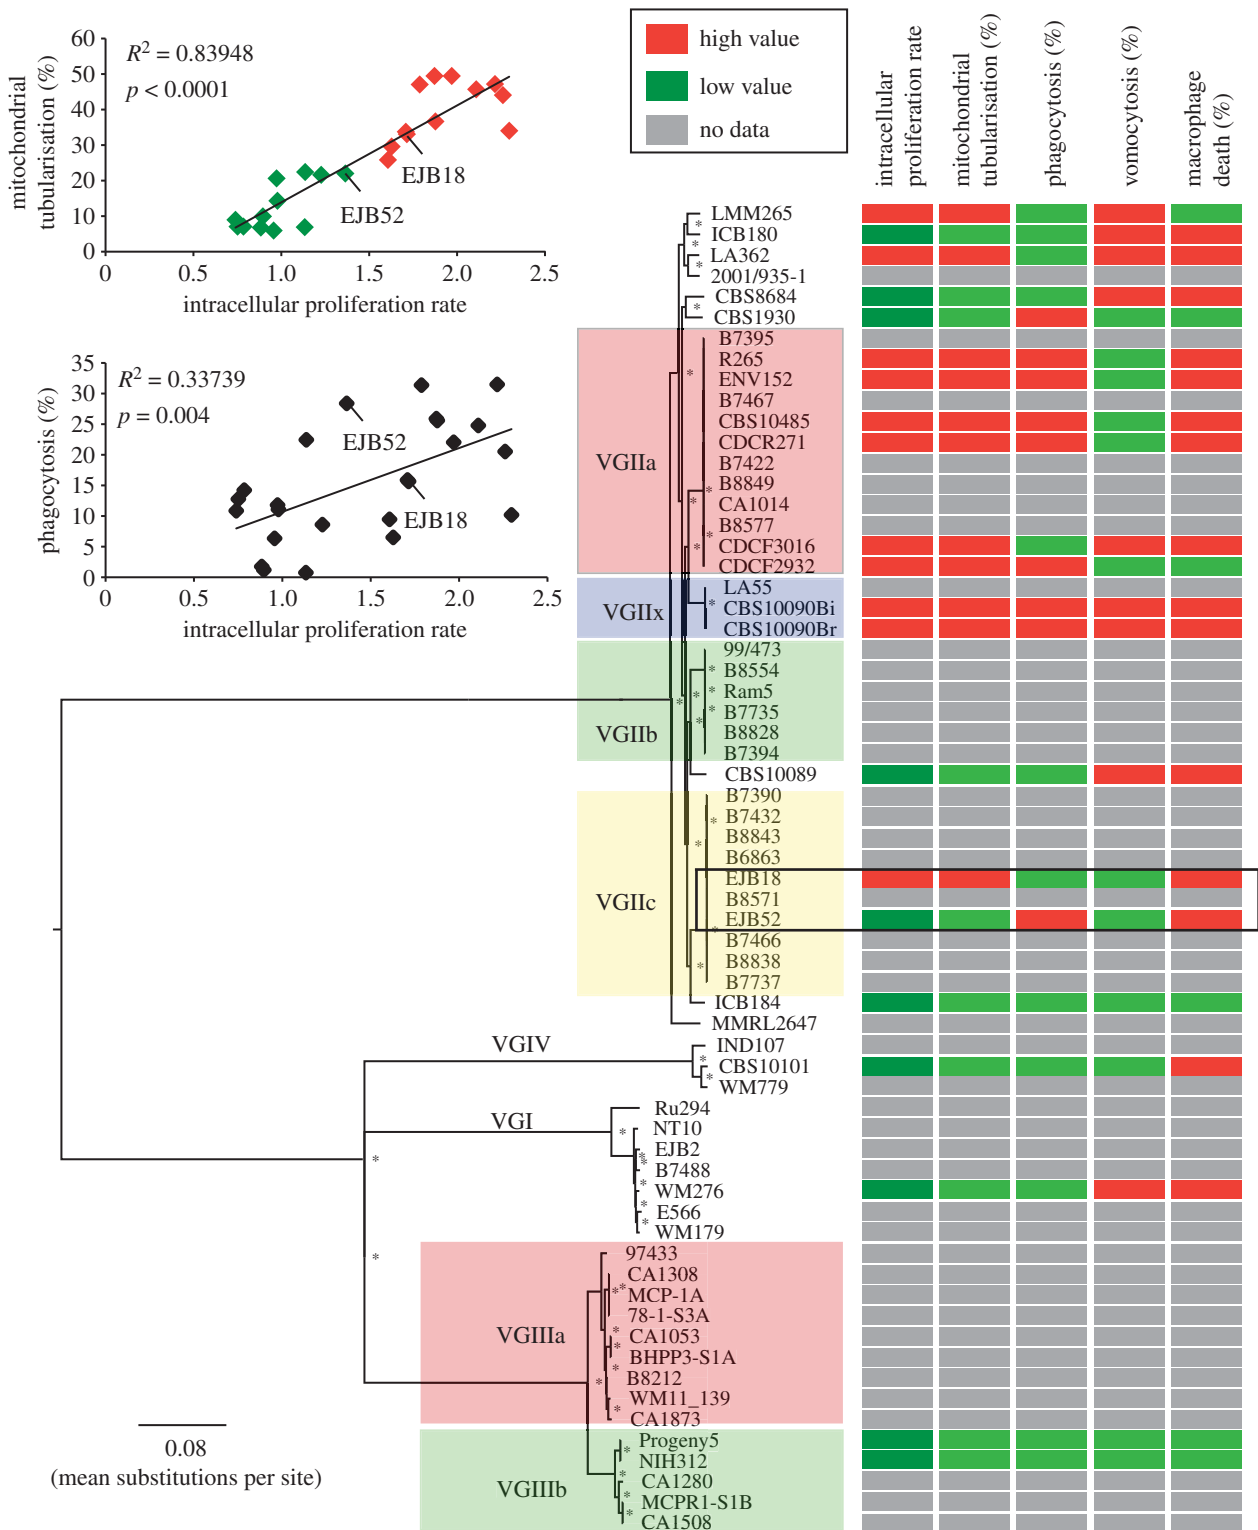 high value
low value
no data
intracellular
proliferation rate
mitochondrial
tubularisation (%)
phagocytosis (%)
vomocytosis (%)
macrophage
death (%)
mitochondrial
tubularisation (%)
60
50
40
30
20
10
0
R² = 0.83948
p < 0.0001
EJB18
EJB52
0 0.5 1.0 1.5 2.0 2.5
intracellular proliferation rate
phagocytosis (%)
35
30
25
20
15
10
5
0
R² = 0.33739
p = 0.004
EJB52
EJB18
0 0.5 1.0 1.5 2.0 2.5
intracellular proliferation rate
LMM265
ICB180
LA362
2001/935-1
CBS8684
CBS1930
VGIIa
B7395
R265
ENV152
B7467
CBS10485
CDCR271
B7422
B8849
CA1014
B8577
CDCF3016
CDCF2932
VGIIx
LA55
CBS10090Bi
CBS10090Br
VGIIb
99/473
B8554
Ram5
B7735
B8828
B7394
CBS10089
VGIIc
B7390
B7432
B8843
B6863
EJB18
B8571
EJB52
B7466
B8838
B7737
ICB184
MMRL2647
VGIV
IND107
CBS10101
WM779
VGI
Ru294
NT10
EJB2
B7488
WM276
E566
WM179
VGIIIa
97433
CA1308
MCP-1A
78-1-S3A
CA1053
BHPP3-S1A
B8212
WM11_139
CA1873
VGIIIb
Progeny5
NIH312
CA1280
MCPR1-S1B
CA1508
0.08
(mean substitutions per site)